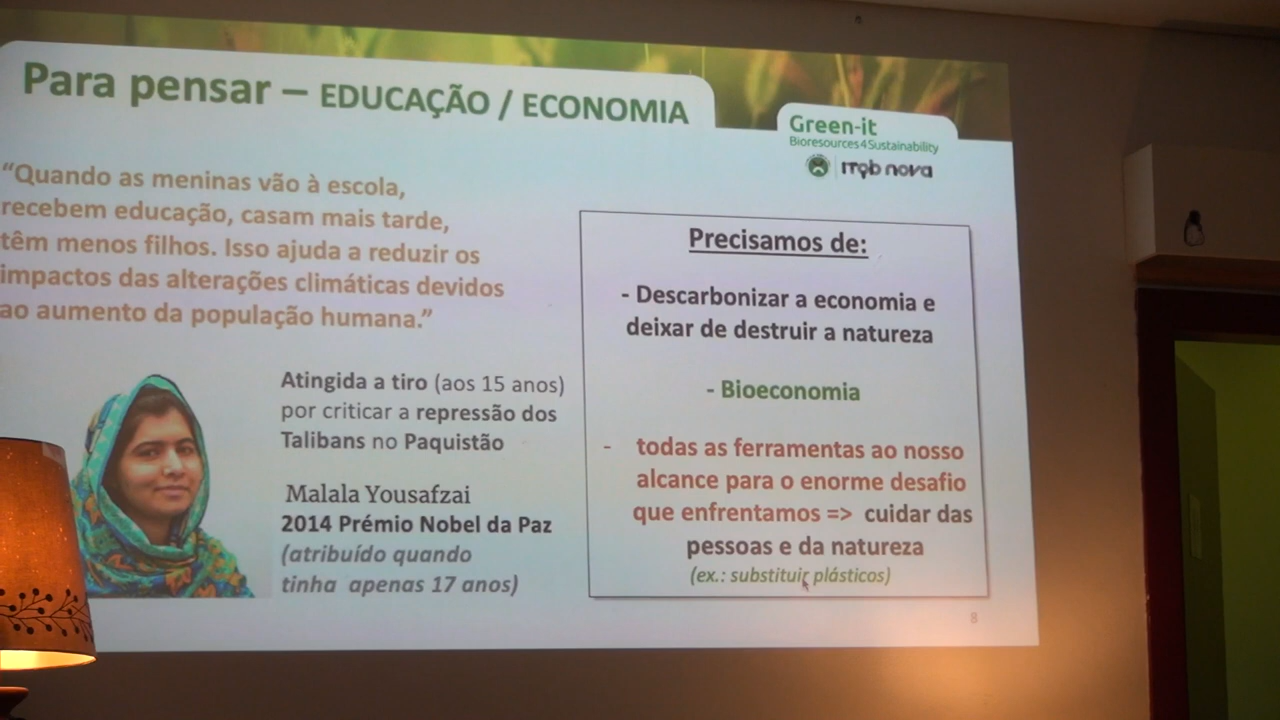 Para pensar – EDUCAÇÃO / ECONOMIA
Green-it
Bioresources4Sustainability
ITqb nova
“Quando as meninas vão à escola,
recebem educação, casam mais tarde,
têm menos filhos. Isso ajuda a reduzir os
impactos das alterações climáticas devidos
ao aumento da população humana.”
Atingida a tiro (aos 15 anos)
por criticar a repressão dos
Talibans no Paquistão
Malala Yousafzai
2014 Prémio Nobel da Paz
(atribuído quando
tinha apenas 17 anos)
Precisamos de:
- Descarbonizar a economia e
deixar de destruir a natureza
- Bioeconomia
- todas as ferramentas ao nosso
alcance para o enorme desafio
que enfrentamos => cuidar das
pessoas e da natureza
(ex.: substituir plásticos)
8